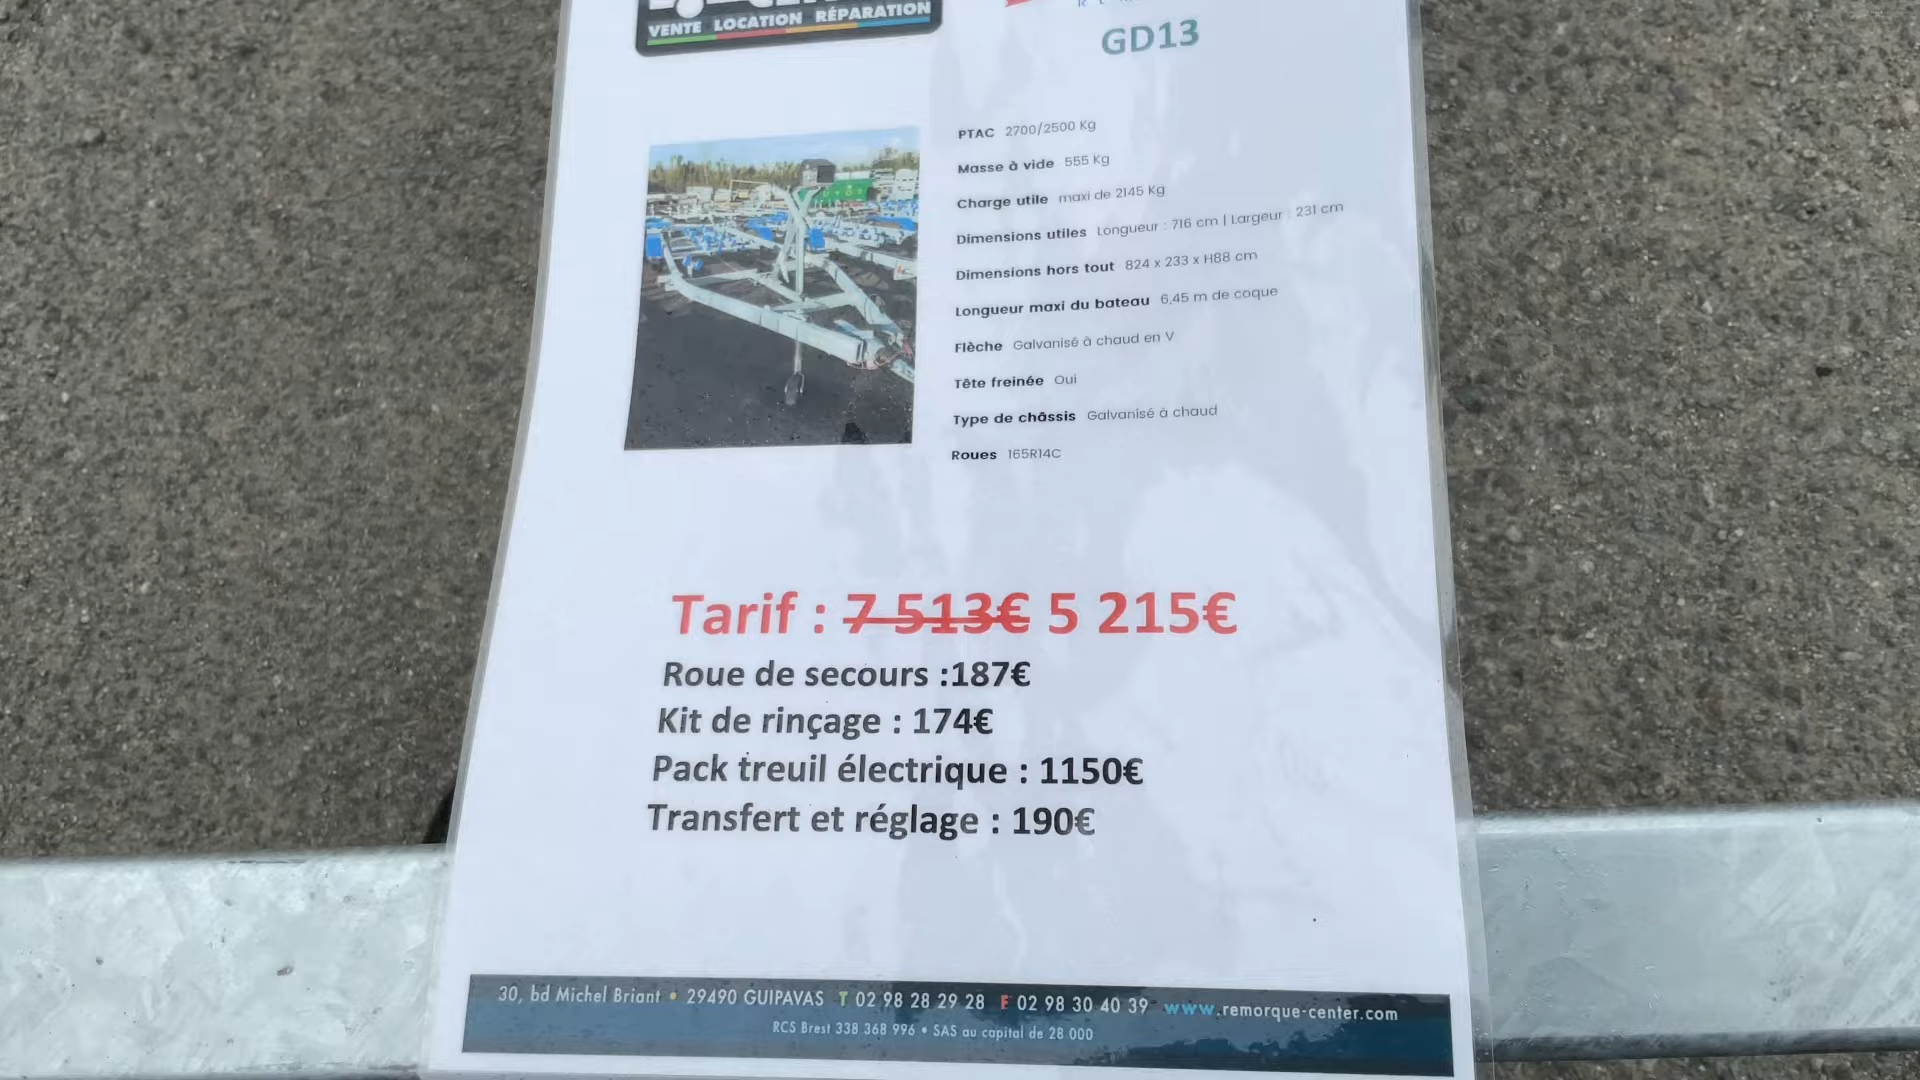 VENTE LOCATION RÉPARATION
GD13
PTAC 2700/2500 Kg
Masse à vide 555 Kg
Charge utile maxi de 2145 Kg
Dimensions utiles Longueur : 716 cm | Largeur : 231 cm
Dimensions hors tout 824 x 233 x H88 cm
Longueur maxi du bateau 6,45 m de coque
Flèche Galvanisé à chaud en V
Tête freinée Oui
Type de châssis Galvanisé à chaud
Roues 165R14C
Tarif : 7 513€ 5 215€
Roue de secours :187€
Kit de rinçage : 174€
Pack treuil électrique : 1150€
Transfert et réglage : 190€
30, bd Michel Briant • 29490 GUIPAVAS T 02 98 28 29 28 F 02 98 30 40 39 www.remorque-center.com
RCS Brest 338 368 996 • SAS au capital de 28 000